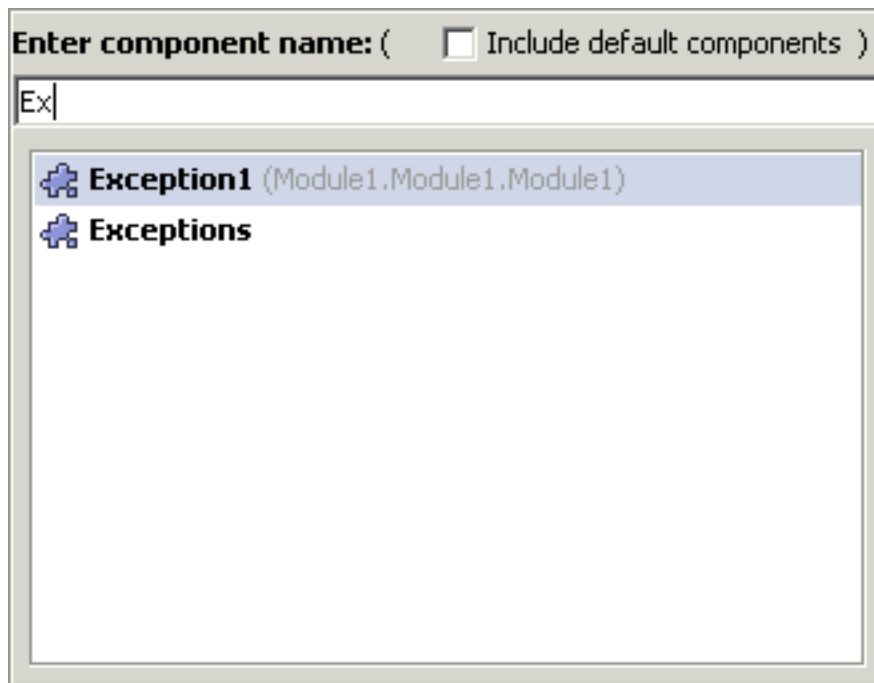 Enter component name: ( Include default components )
Ex
Exception1 (Module1.Module1.Module1)
Exceptions